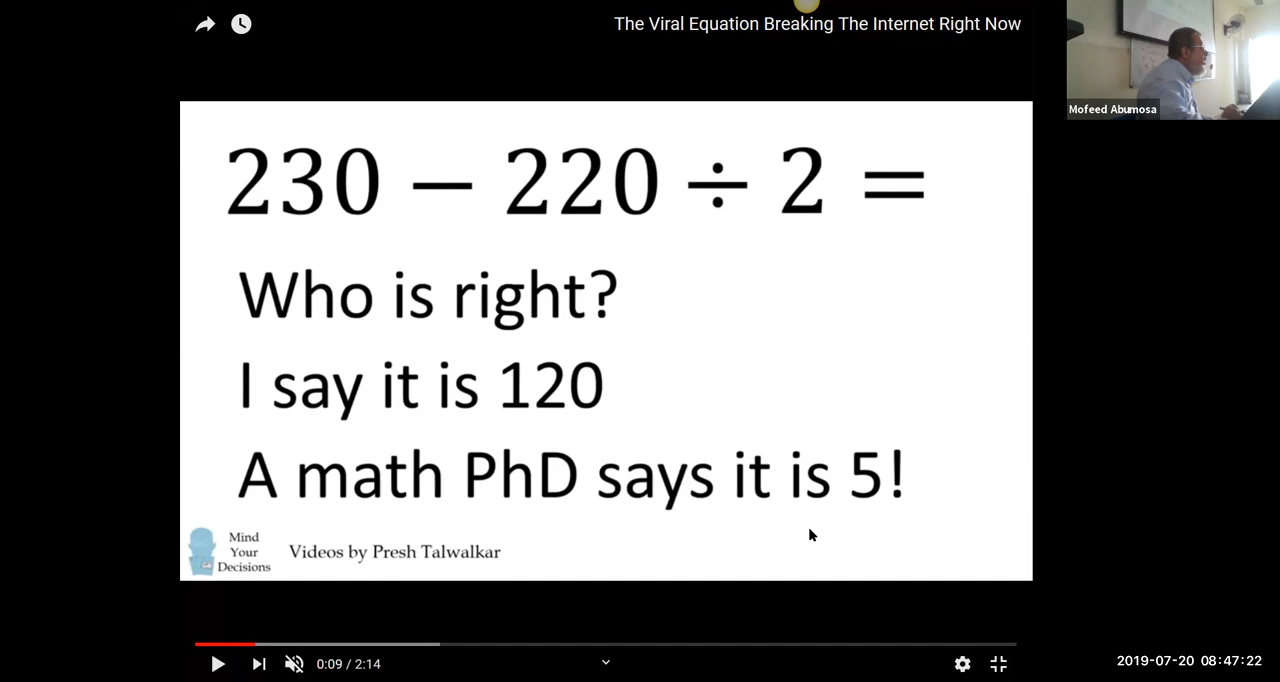 The Viral Equation Breaking The Internet Right Now
Mofeed Abumosa
230 − 220 ÷ 2 =
Who is right?
I say it is 120
A math PhD says it is 5!
Mind
Your
Decisions
Videos by Presh Talwalkar
0:09 / 2:14
2019-07-20 08:47:22